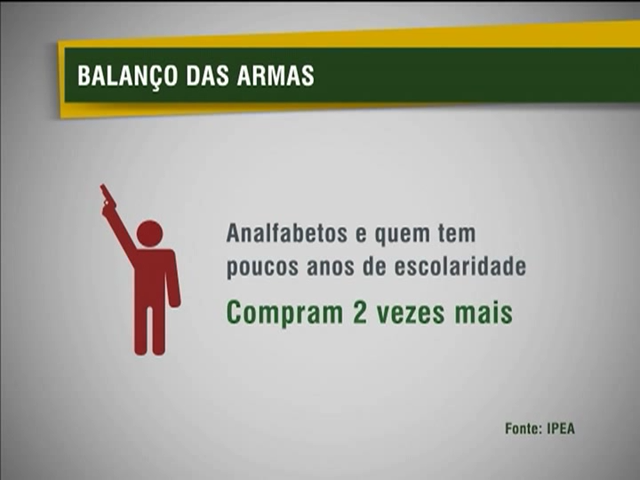 BALANÇO DAS ARMAS
Analfabetos e quem tem
poucos anos de escolaridade
Compram 2 vezes mais
Fonte: IPEA